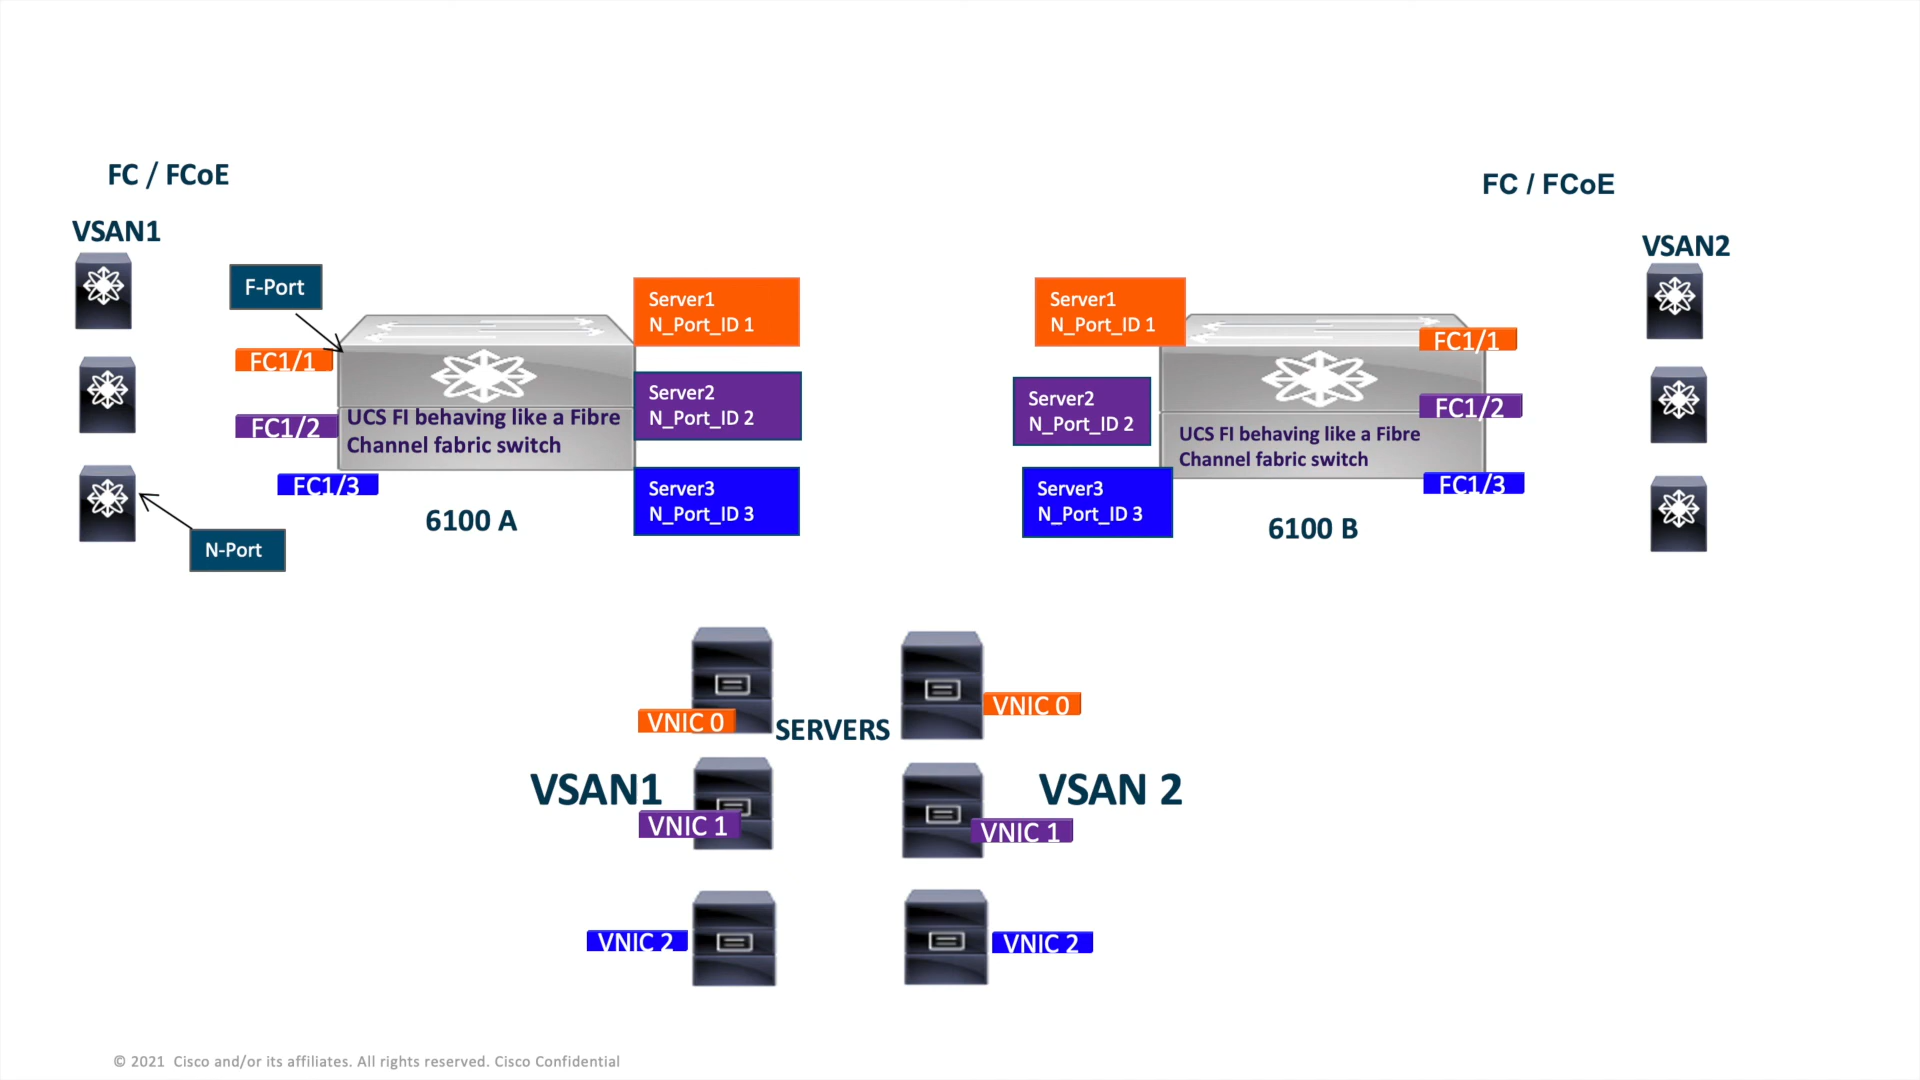 FC / FCoE
FC / FCoE
VSAN1
VSAN2
F-Port
Server1
N_Port_ID 1
Server1
N_Port_ID 1
FC1/1
FC1/1
Server2
N_Port_ID 2
Server2
N_Port_ID 2
FC1/2
FC1/2
UCS FI behaving like a Fibre
Channel fabric switch
UCS FI behaving like a Fibre
Channel fabric switch
FC1/3
FC1/3
Server3
N_Port_ID 3
Server3
N_Port_ID 3
6100 A
6100 B
N-Port
VNIC 0
VNIC 0
SERVERS
VSAN1
VSAN 2
VNIC 1
VNIC 1
VNIC 2
VNIC 2
© 2021 Cisco and/or its affiliates. All rights reserved. Cisco Confidential